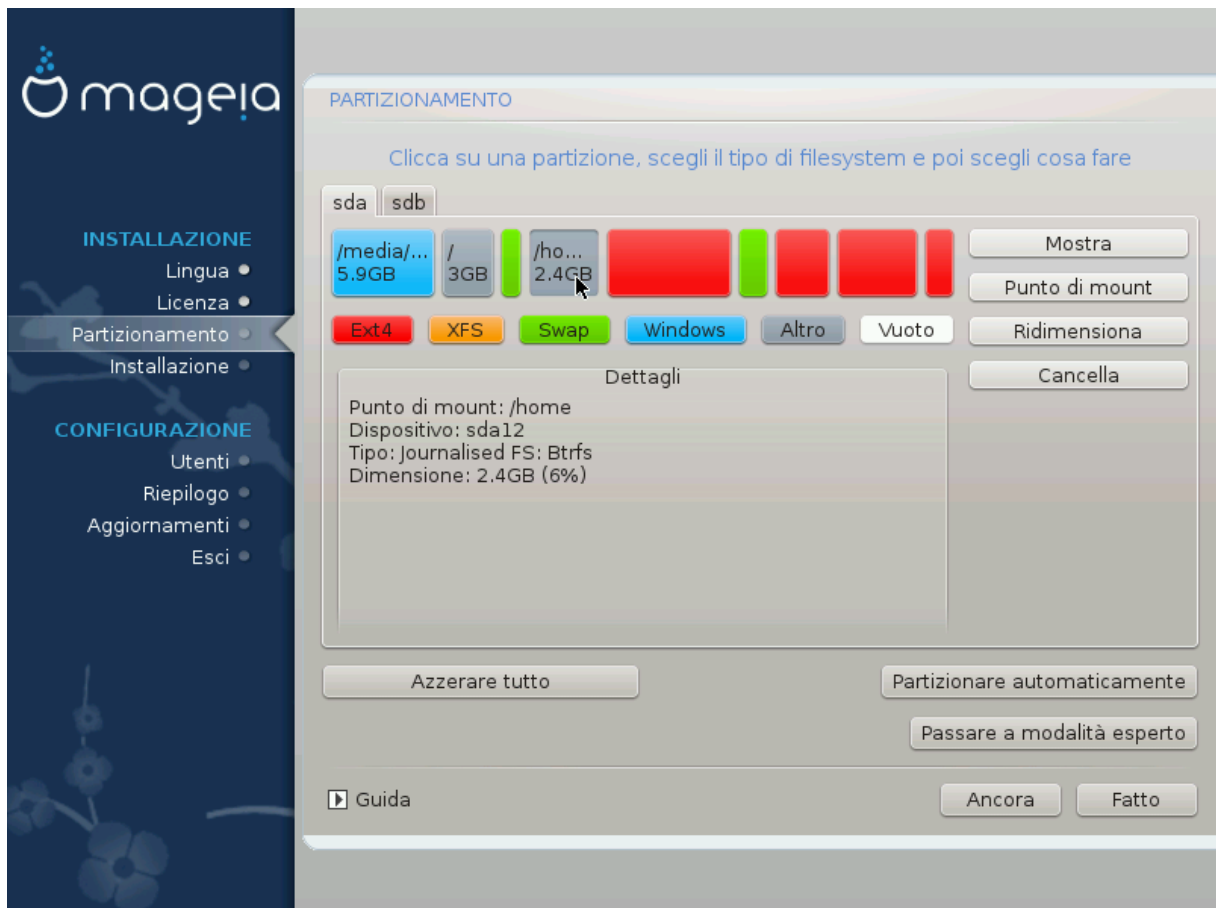 mageia
INSTALLAZIONE
Lingua
Licenza
Partizionamento
Installazione
CONFIGURAZIONE
Utenti
Riepilogo
Aggiornamenti
Esci
PARTIZIONAMENTO
Clicca su una partizione, scegli il tipo di filesystem e poi scegli cosa fare
sda sdb
/media/...
5.9GB
/
3GB
/ho...
2.4GB
Ext4 XFS Swap Windows Altro Vuoto
Mostra
Punto di mount
Ridimensiona
Cancella
Dettagli
Punto di mount: /home
Dispositivo: sda12
Tipo: Journalised FS: Btrfs
Dimensione: 2.4GB (6%)
Azzerare tutto
Partizionare automaticamente
Passare a modalità esperto
Guida
Ancora
Fatto